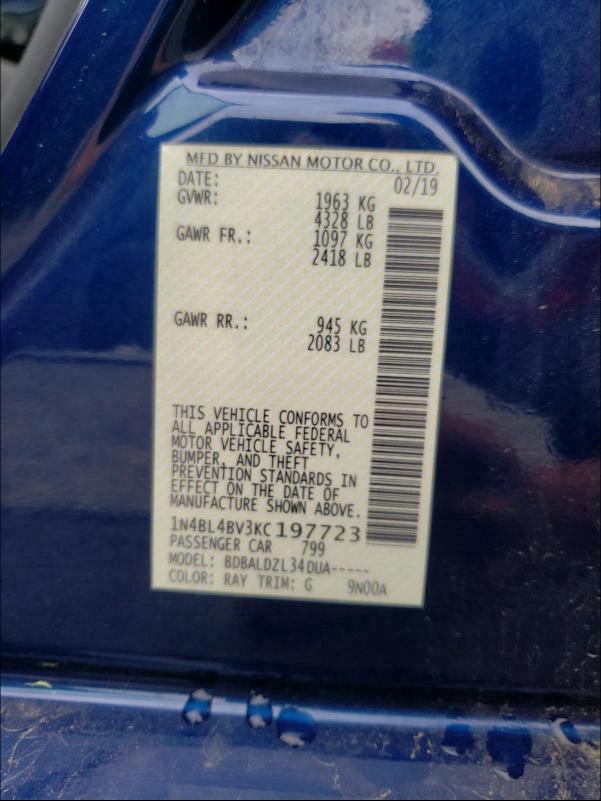 MFD BY NISSAN MOTOR CO., LTD.
DATE: 02/19
GVWR: 1963 KG
4328 LB
GAWR FR.: 1097 KG
2418 LB
GAWR RR.: 945 KG
2083 LB
THIS VEHICLE CONFORMS TO
ALL APPLICABLE FEDERAL
MOTOR VEHICLE SAFETY,
BUMPER, AND THEFT
PREVENTION STANDARDS IN
EFFECT ON THE DATE OF
MANUFACTURE SHOWN ABOVE.
1N4BL4BV3KC197723
PASSENGER CAR 799
MODEL: BDBALDZL34DUA-----
COLOR: RAY TRIM: G 9N00A